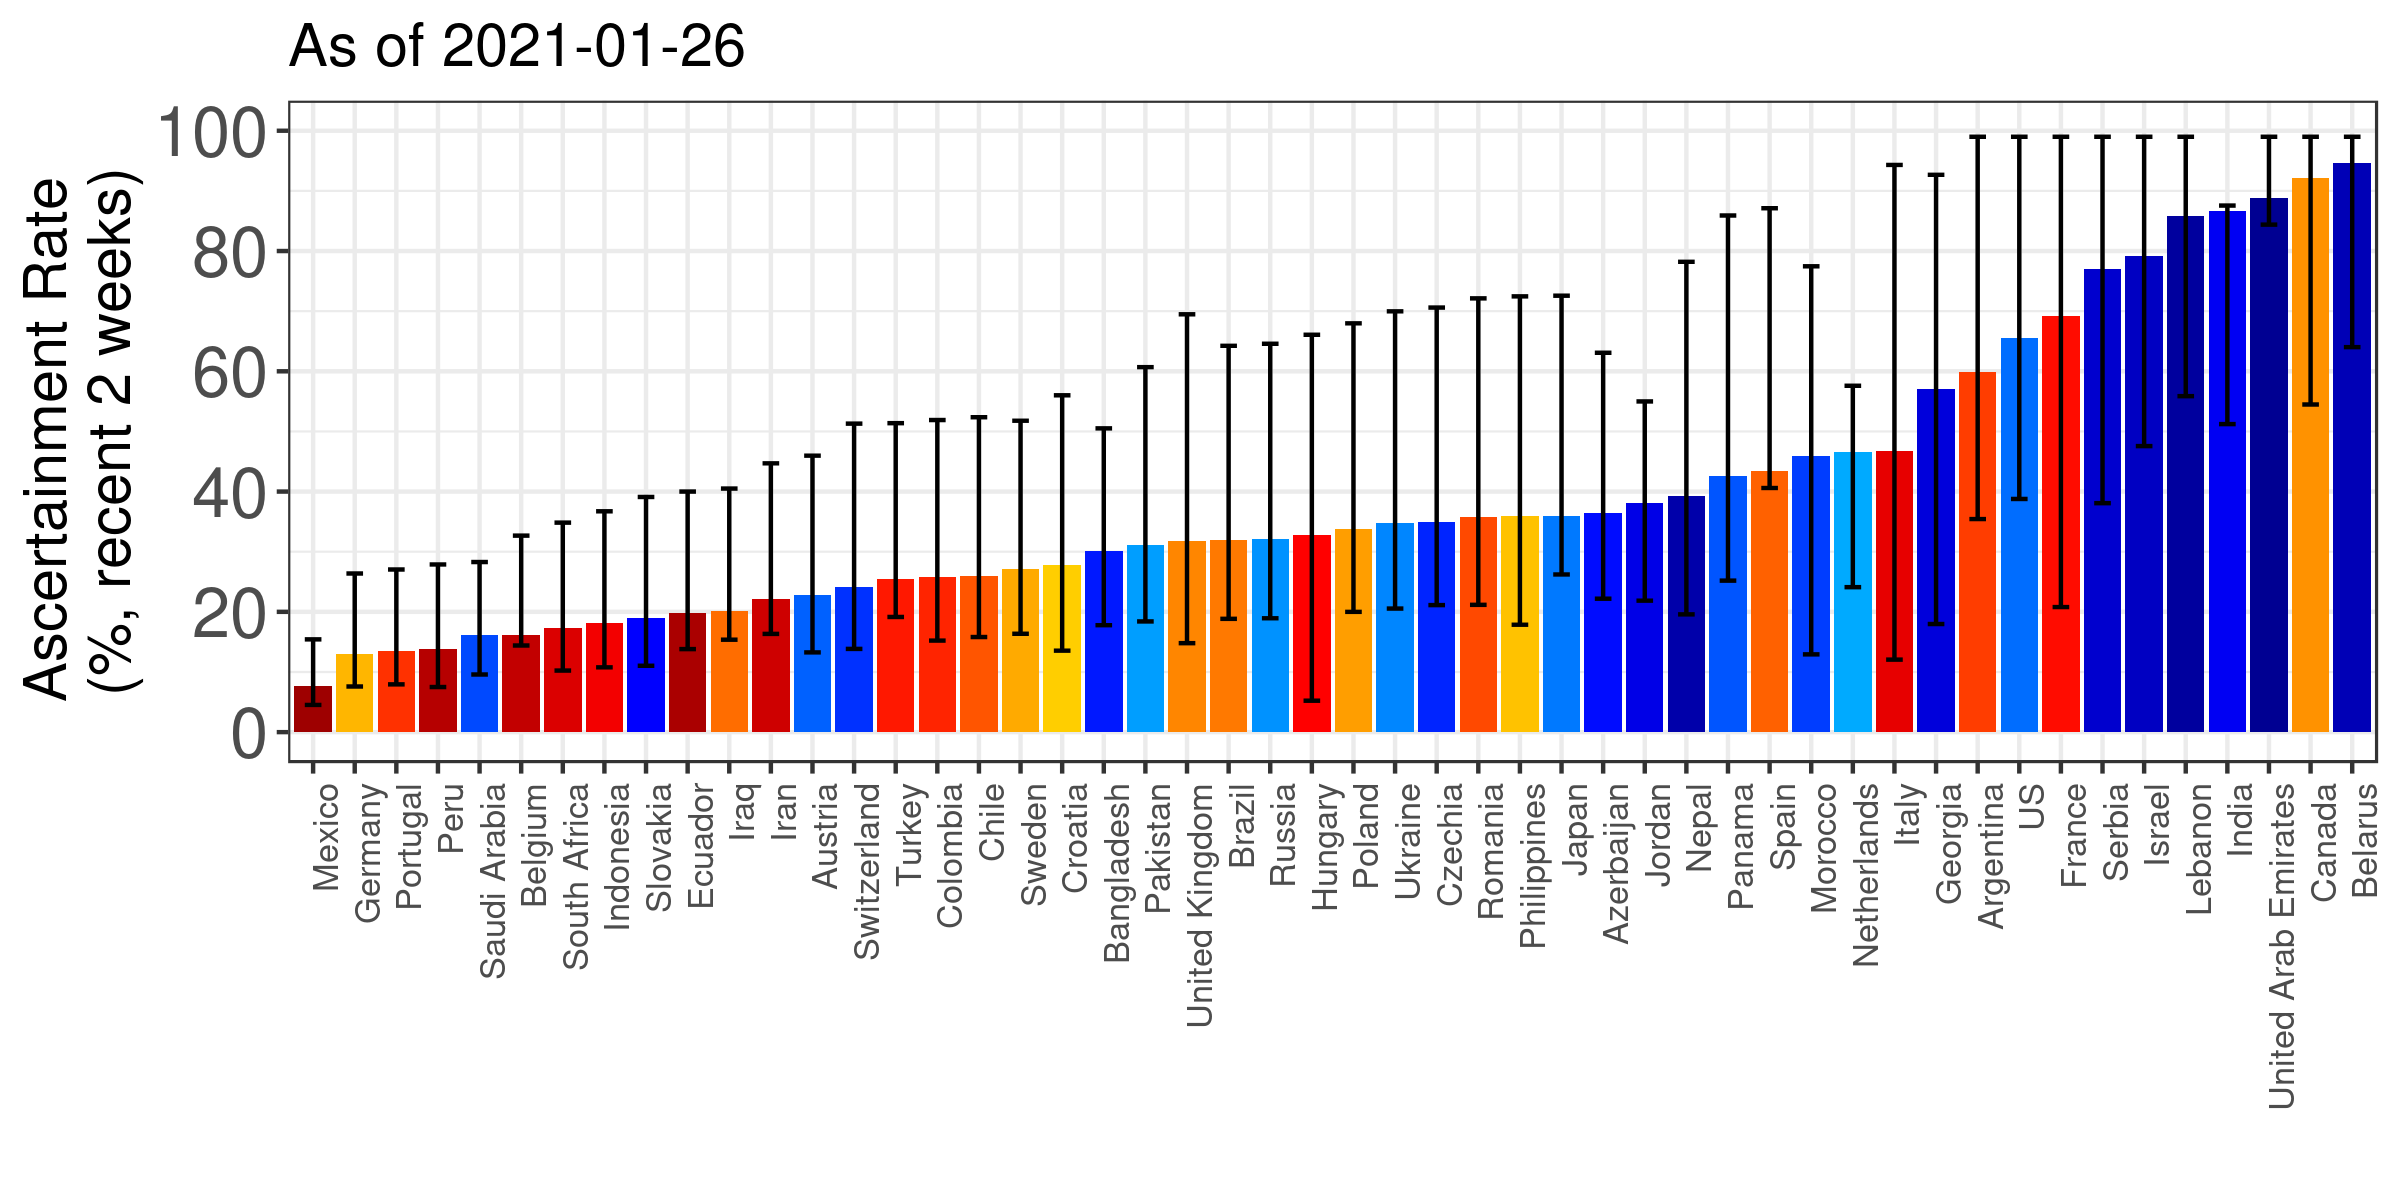 As of 2021-01-26
Ascertainment Rate
(%, recent 2 weeks)
100
80
60
40
20
0
Mexico
Germany
Portugal
Peru
Saudi Arabia
Belgium
South Africa
Indonesia
Slovakia
Ecuador
Iraq
Iran
Austria
Switzerland
Turkey
Colombia
Chile
Sweden
Croatia
Bangladesh
Pakistan
United Kingdom
Brazil
Russia
Hungary
Poland
Ukraine
Czechia
Romania
Philippines
Japan
Azerbaijan
Jordan
Nepal
Panama
Spain
Morocco
Netherlands
Italy
Georgia
Argentina
US
France
Serbia
Israel
Lebanon
India
United Arab Emirates
Canada
Belarus